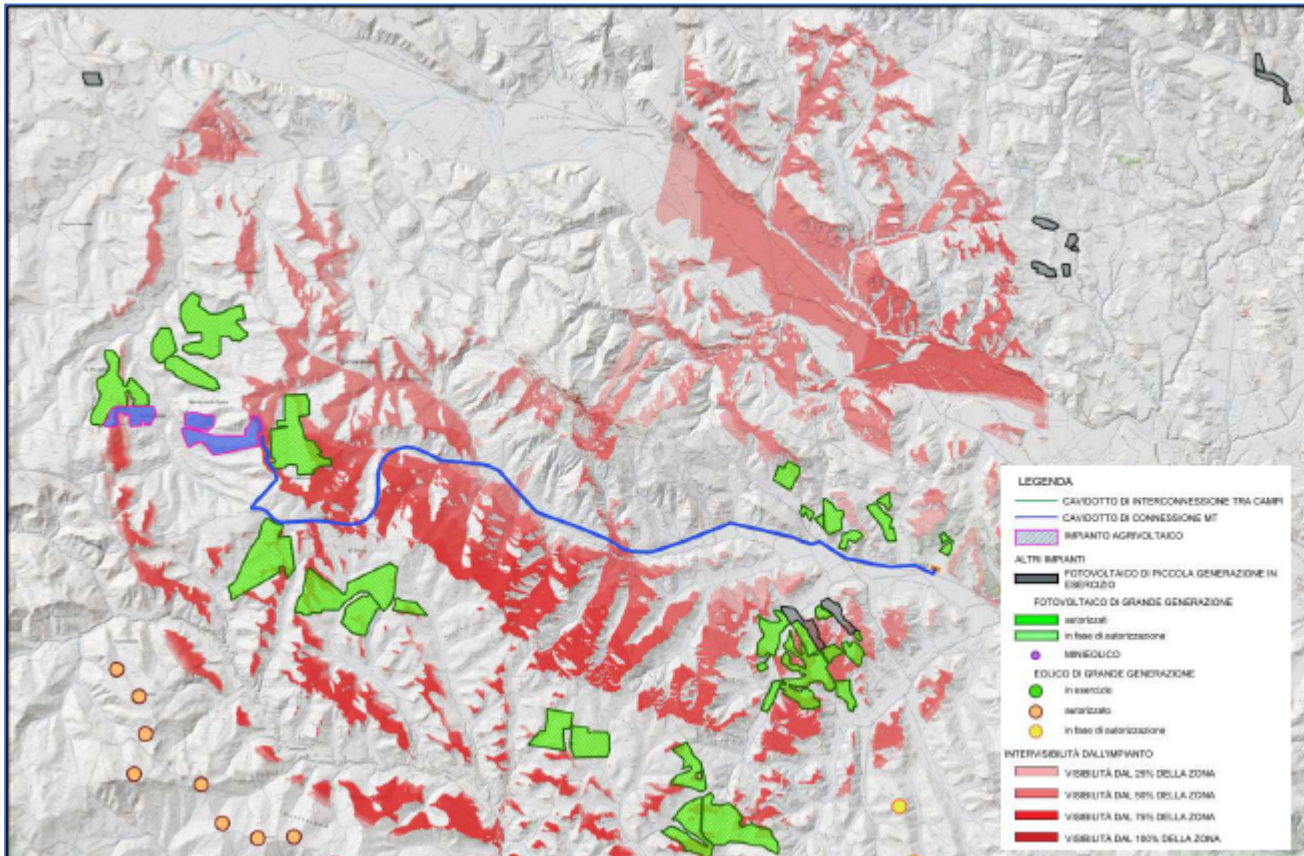 LEGENDA
CAVIDOTTO DI INTERCONNESSIONE TRA CAMPI
CAVIDOTTO DI CONNESSIONE MT
IMPIANTO AGRIVOLTAICO
ALTRI IMPIANTI
FOTOVOLTAICO DI PICCOLA GENERAZIONE IN
ESERCIZIO
FOTOVOLTAICO DI GRANDE GENERAZIONE
autorizzati
in fase di autorizzazione
MINIEOLICO
EOLICO DI GRANDE GENERAZIONE
in esercizio
autorizzato
in fase di autorizzazione
INTERVISIBILITÀ DALL'IMPIANTO
VISIBILITÀ DAL 25% DELLA ZONA
VISIBILITÀ DAL 50% DELLA ZONA
VISIBILITÀ DAL 75% DELLA ZONA
VISIBILITÀ DAL 100% DELLA ZONA